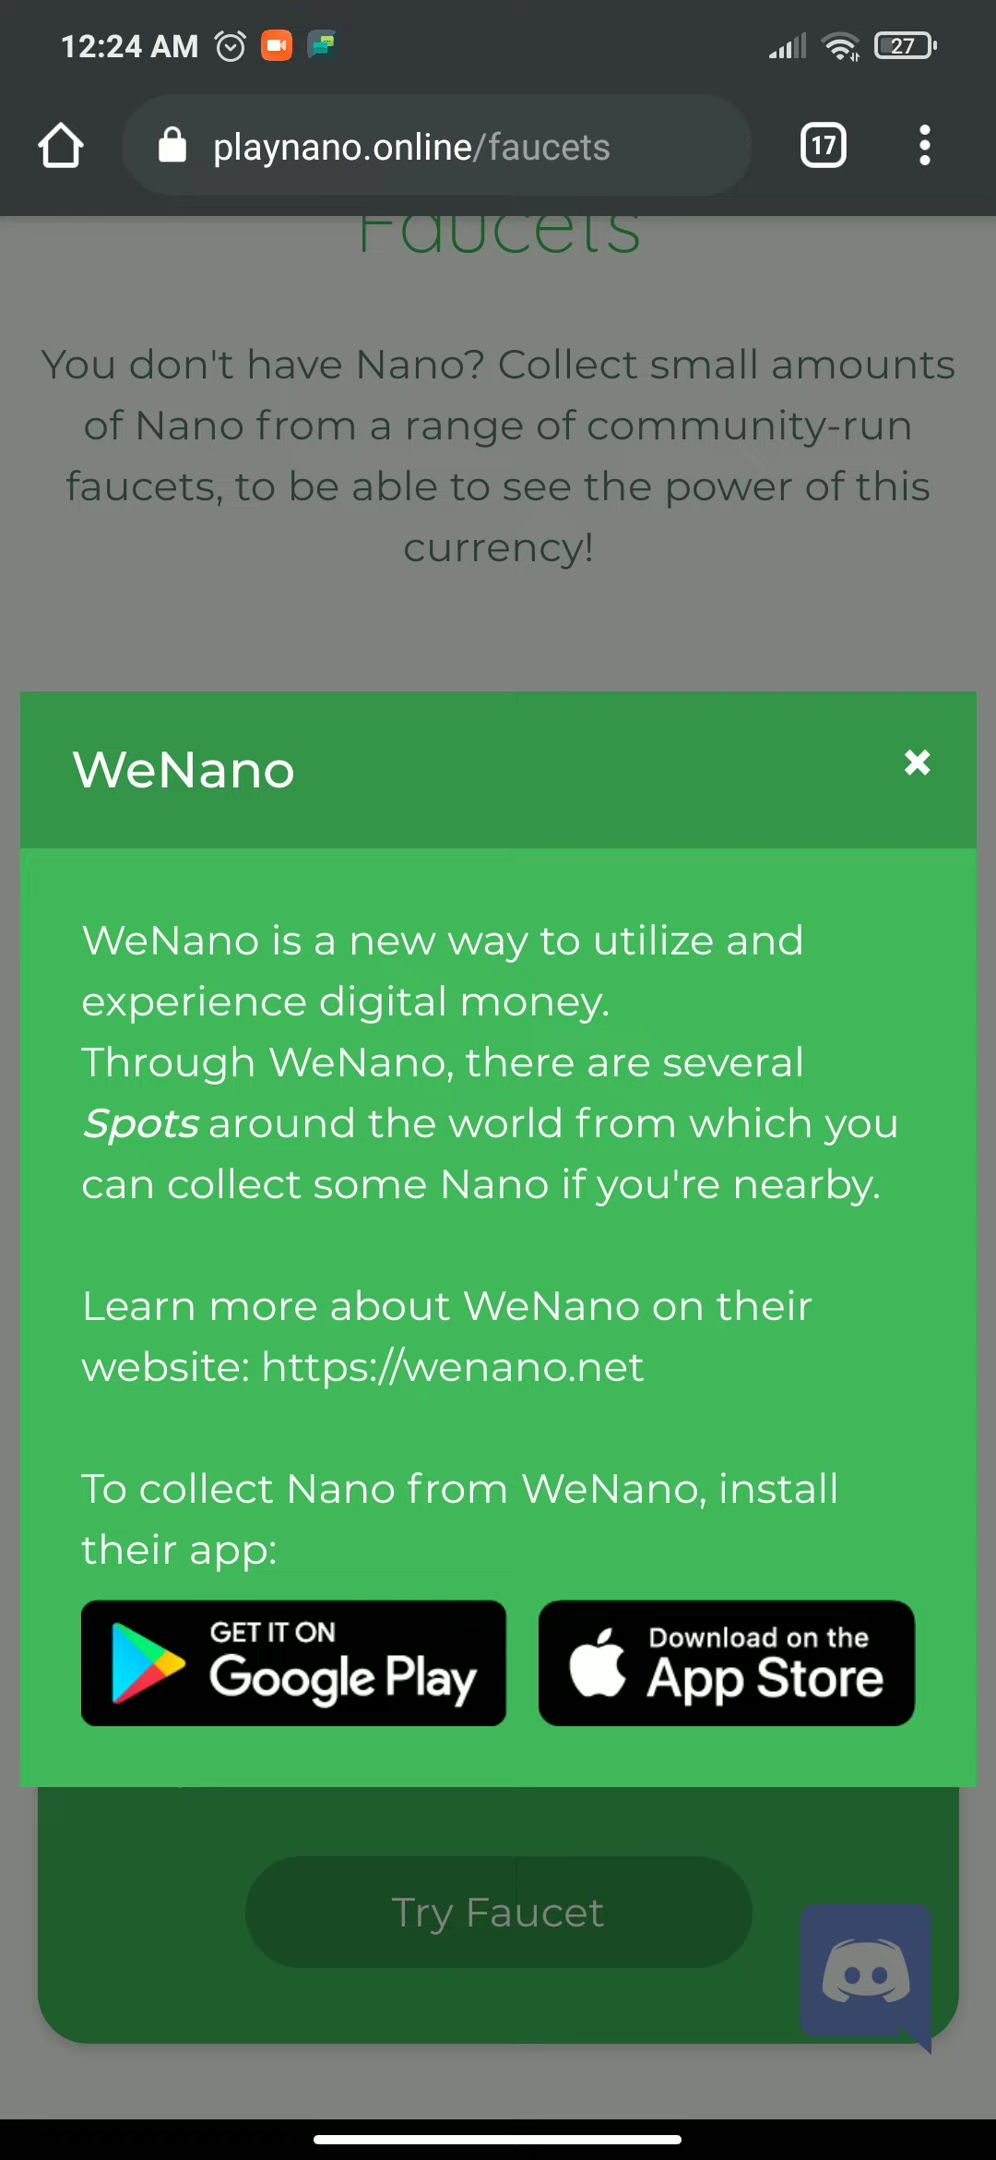 12:24 AM
27
playnano.online/faucets
17
Faucets
You don't have Nano? Collect small amounts
of Nano from a range of community-run
faucets, to be able to see the power of this
currency!
WeNano
WeNano is a new way to utilize and
experience digital money.
Through WeNano, there are several
Spots around the world from which you
can collect some Nano if you're nearby.
Learn more about WeNano on their
website: https://wenano.net
To collect Nano from WeNano, install
their app:
GET IT ON
Google Play
Download on the
App Store
Try Faucet